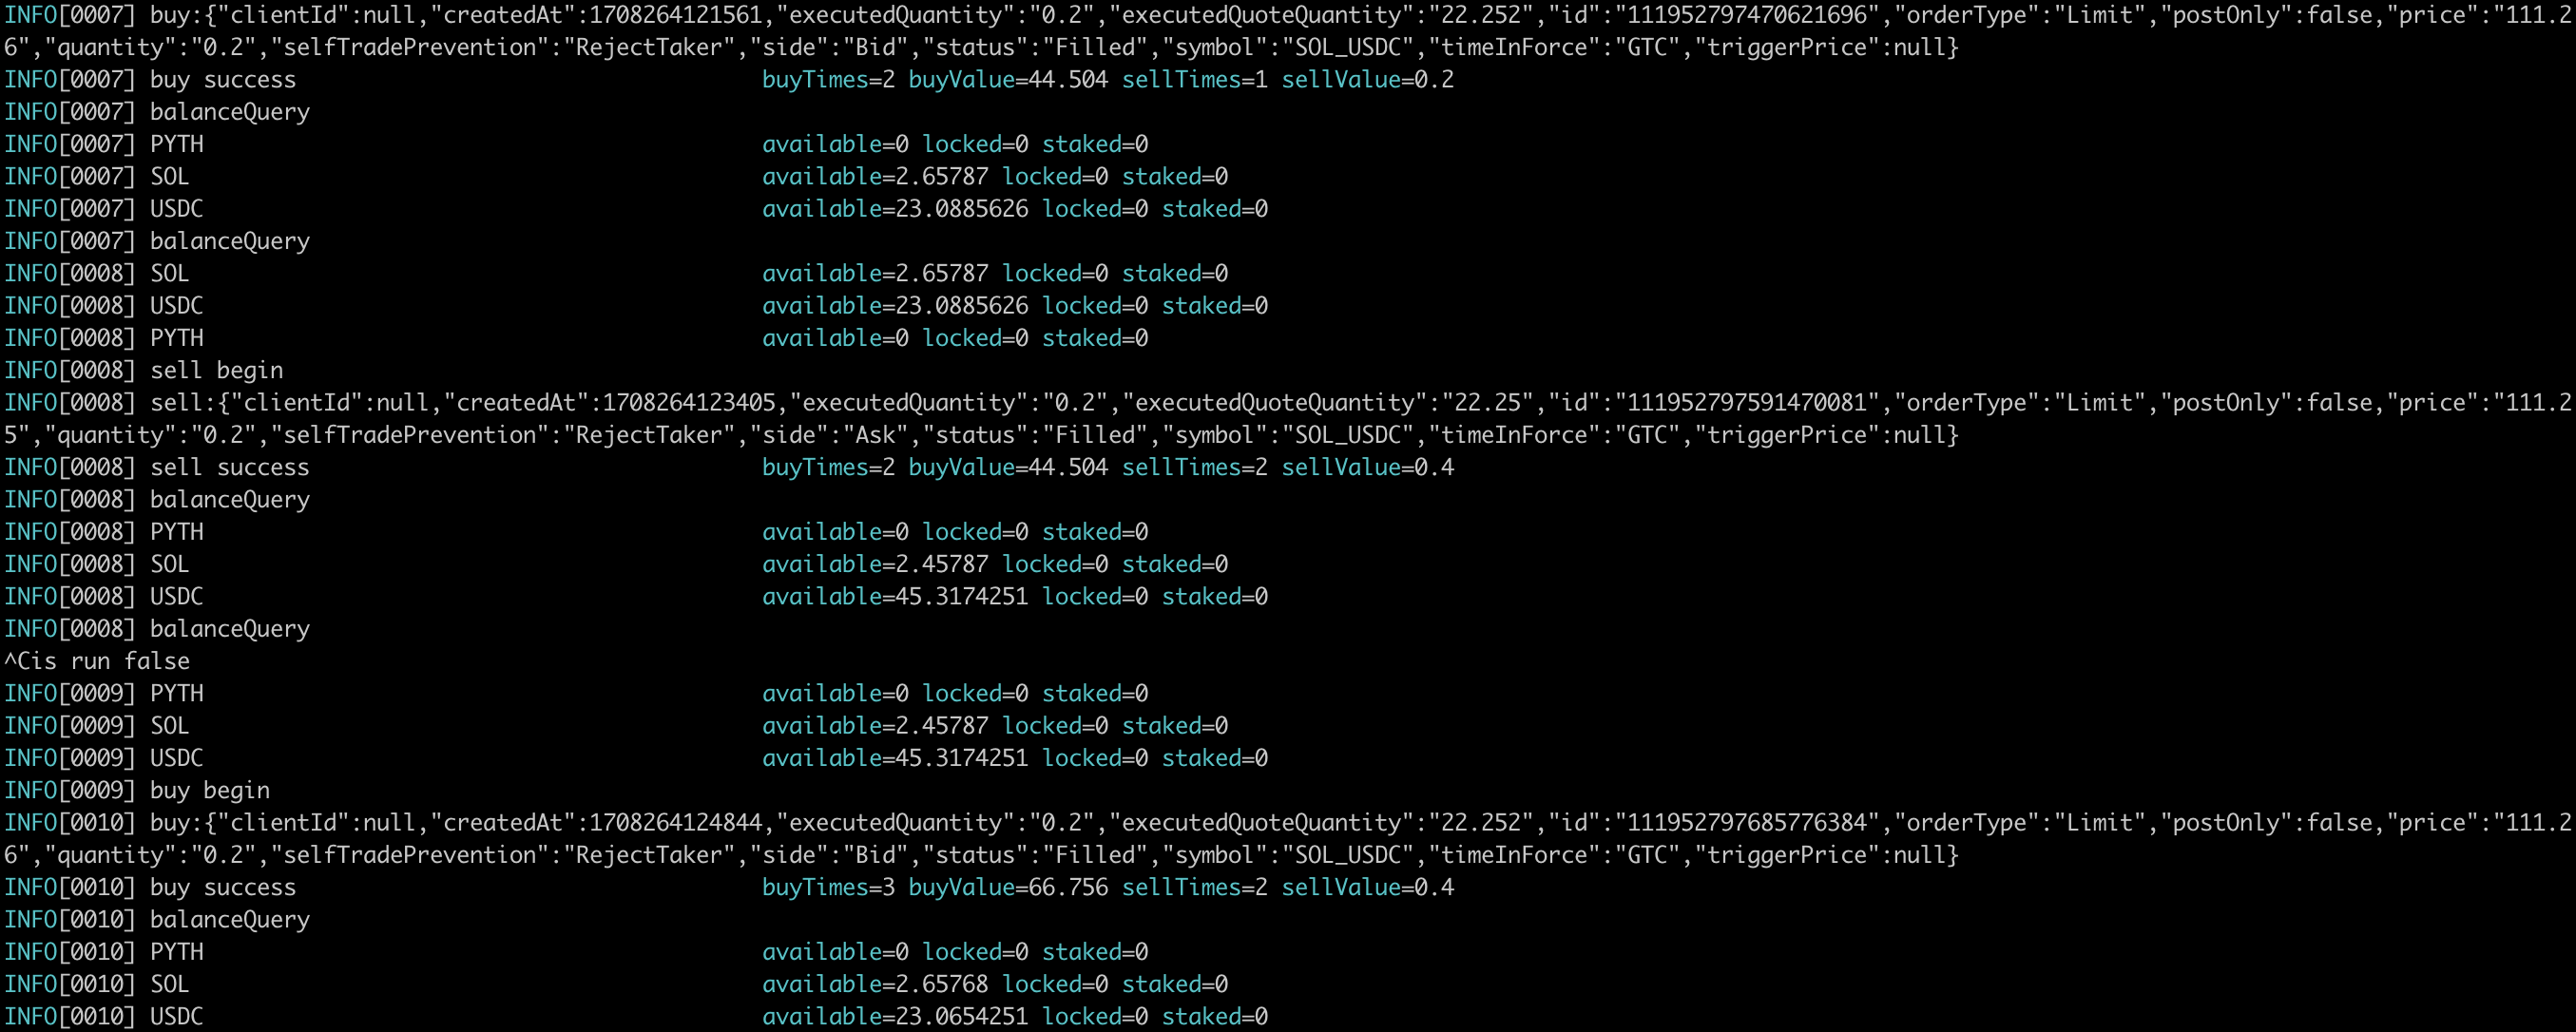 INFO[0007] buy:{"clientId":null,"createdAt":1708264121561,"executedQuantity":"0.2","executedQuoteQuantity":"22.252","id":"111952797470621696","orderType":"Limit","postOnly":false,"price":"111.2
6","quantity":"0.2","selfTradePrevention":"RejectTaker","side":"Bid","status":"Filled","symbol":"SOL_USDC","timeInForce":"GTC","triggerPrice":null}
INFO[0007] buy success buyTimes=2 buyValue=44.504 sellTimes=1 sellValue=0.2
INFO[0007] balanceQuery
INFO[0007] PYTH available=0 locked=0 staked=0
INFO[0007] SOL available=2.65787 locked=0 staked=0
INFO[0007] USDC available=23.0885626 locked=0 staked=0
INFO[0007] balanceQuery
INFO[0008] SOL available=2.65787 locked=0 staked=0
INFO[0008] USDC available=23.0885626 locked=0 staked=0
INFO[0008] PYTH available=0 locked=0 staked=0
INFO[0008] sell begin
INFO[0008] sell:{"clientId":null,"createdAt":1708264123405,"executedQuantity":"0.2","executedQuoteQuantity":"22.25","id":"111952797591470081","orderType":"Limit","postOnly":false,"price":"111.2
5","quantity":"0.2","selfTradePrevention":"RejectTaker","side":"Ask","status":"Filled","symbol":"SOL_USDC","timeInForce":"GTC","triggerPrice":null}
INFO[0008] sell success buyTimes=2 buyValue=44.504 sellTimes=2 sellValue=0.4
INFO[0008] balanceQuery
INFO[0008] PYTH available=0 locked=0 staked=0
INFO[0008] SOL available=2.45787 locked=0 staked=0
INFO[0008] USDC available=45.3174251 locked=0 staked=0
INFO[0008] balanceQuery
^Cis run false
INFO[0009] PYTH available=0 locked=0 staked=0
INFO[0009] SOL available=2.45787 locked=0 staked=0
INFO[0009] USDC available=45.3174251 locked=0 staked=0
INFO[0009] buy begin
INFO[0010] buy:{"clientId":null,"createdAt":1708264124844,"executedQuantity":"0.2","executedQuoteQuantity":"22.252","id":"111952797685776384","orderType":"Limit","postOnly":false,"price":"111.2
6","quantity":"0.2","selfTradePrevention":"RejectTaker","side":"Bid","status":"Filled","symbol":"SOL_USDC","timeInForce":"GTC","triggerPrice":null}
INFO[0010] buy success buyTimes=3 buyValue=66.756 sellTimes=2 sellValue=0.4
INFO[0010] balanceQuery
INFO[0010] PYTH available=0 locked=0 staked=0
INFO[0010] SOL available=2.65768 locked=0 staked=0
INFO[0010] USDC available=23.0654251 locked=0 staked=0